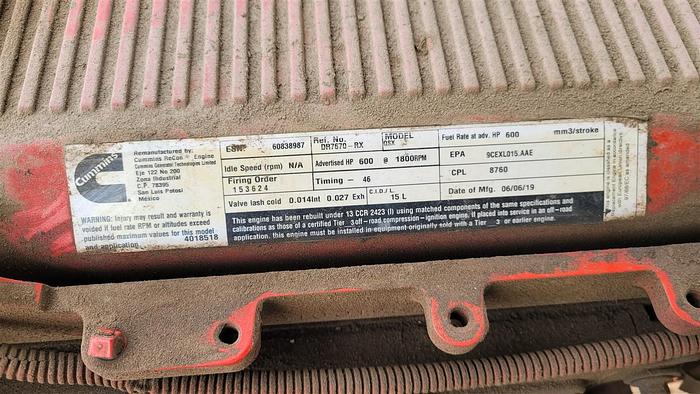 Cummins
Remanufactured by:
Cummins ReCon® Engine
Cummins Generator Technologies Limited
Eje 122 No 200
Zona Industrial
C.P. 78395
San Luis Potosi
México
WARNING: Injury may result and warranty is
voided if fuel rate RPM or altitudes exceed
published maximum values for this model
and application 4018518
ESN: 60838987
Ref. No. DR7570-RX
MODEL QSX
Fuel Rate at adv. HP 600 mm3/stroke
Idle Speed (rpm) N/A
Advertised HP 600 @ 1800RPM
EPA 9CEXL015.AAE
Firing Order
153624
Timing - 46
CPL 8760
Valve lash cold 0.014Int 0.027 Exh
C.I.D/L
15 L
Date of Mfg. 06/06/19
This engine has been rebuilt under 13 CCR 2423 (l) using matched components of the same specifications and
calibrations as those of a certified Tier 3 off-road, compression-ignition engine. If placed into service in an off-road
application, this engine must be installed in equipment originally sold with a Tier 3 or earlier engine.